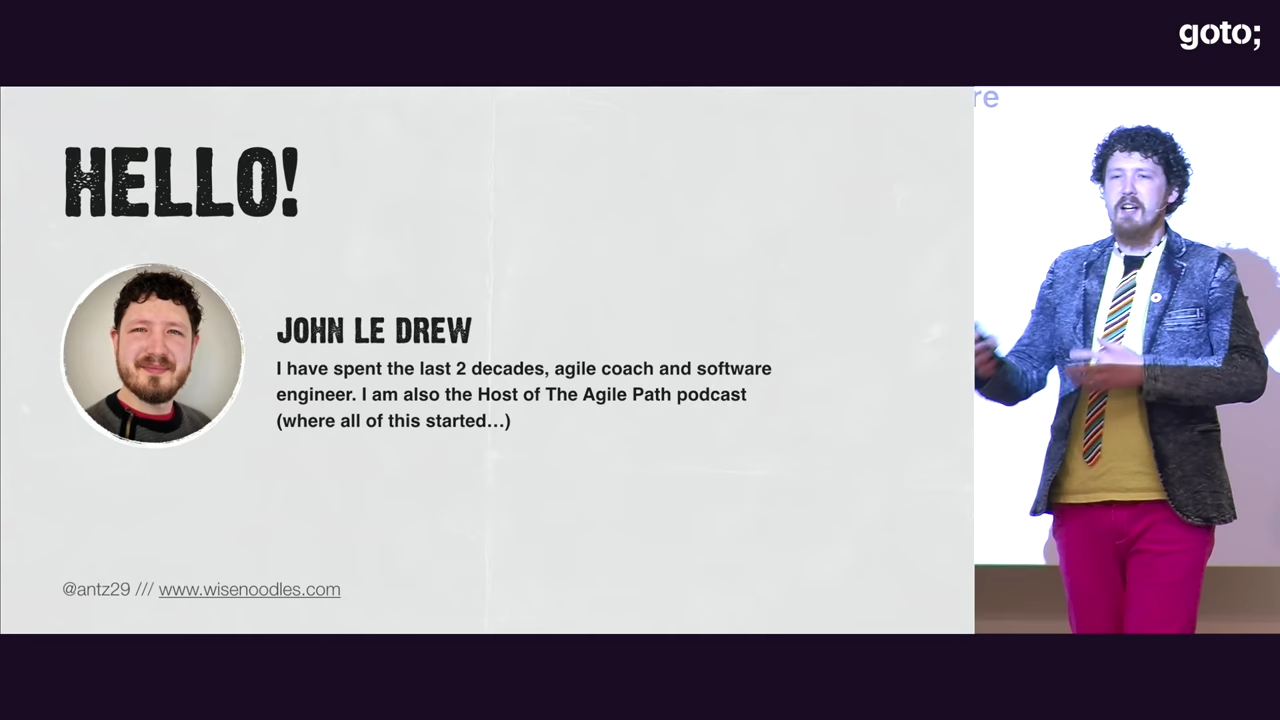 goto;
re
HELLO!
JOHN LE DREW
I have spent the last 2 decades, agile coach and software
engineer. I am also the Host of The Agile Path podcast
(where all of this started...)
@antz29 /// www.wisenoodles.com